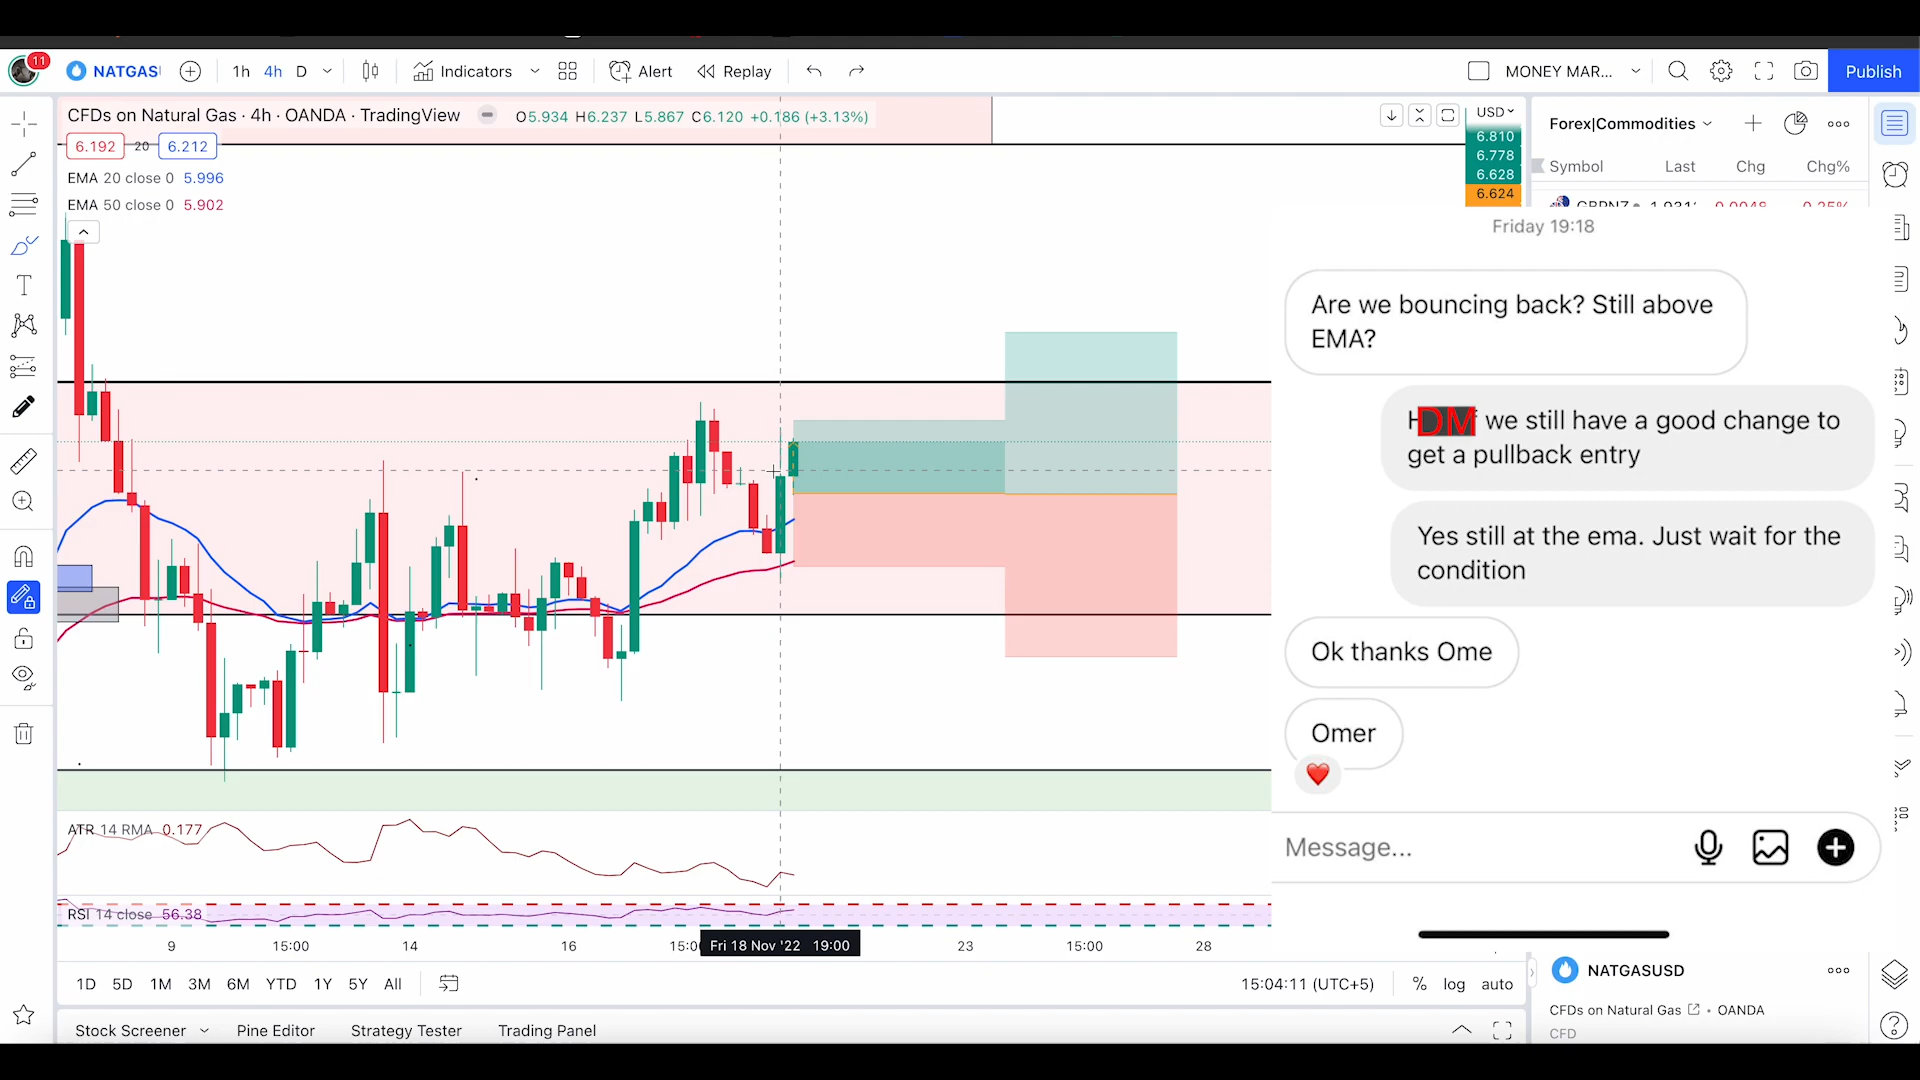 11
NATGAS
1h 4h D
Indicators
Alert
Replay
MONEY MAR...
Publish
CFDs on Natural Gas · 4h · OANDA · TradingView
O5.934 H6.237 L5.867 C6.120 +0.186 (+3.13%)
6.192 20 6.212
EMA 20 close 0 5.996
EMA 50 close 0 5.902
USD
6.810
6.778
6.628
6.624
Forex|Commodities
Symbol Last Chg Chg%
Friday 19:18
Are we bouncing back? Still above
EMA?
DM we still have a good change to
get a pullback entry
Yes still at the ema. Just wait for the
condition
Ok thanks Ome
Omer
Message...
ATR 14 RMA 0.177
RSI 14 close 56.38
9 15:00 14 16 15:0 Fri 18 Nov '22 19:00 23 15:00 28
1D 5D 1M 3M 6M YTD 1Y 5Y All
15:04:11 (UTC+5) % log auto
NATGASUSD
CFDs on Natural Gas • OANDA
CFD
Stock Screener Pine Editor Strategy Tester Trading Panel